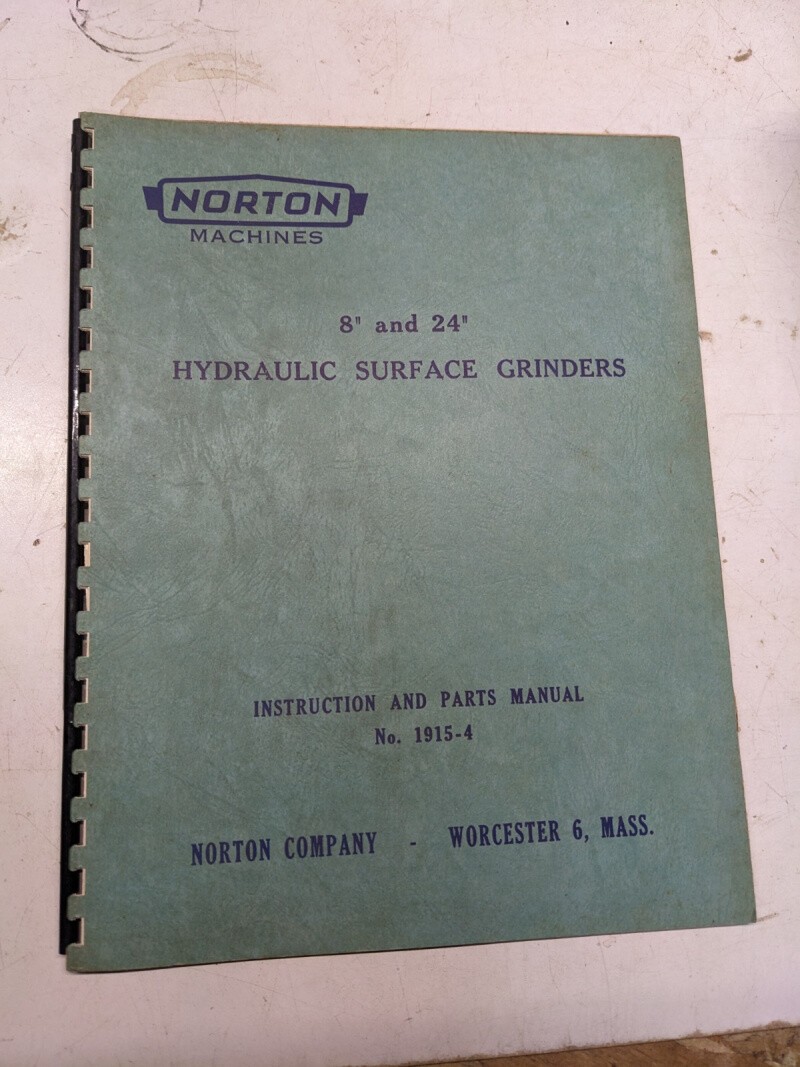 NORTON
MACHINES
8" and 24"
HYDRAULIC SURFACE GRINDERS
INSTRUCTION AND PARTS MANUAL
No. 1915-4
NORTON COMPANY - WORCESTER 6, MASS.